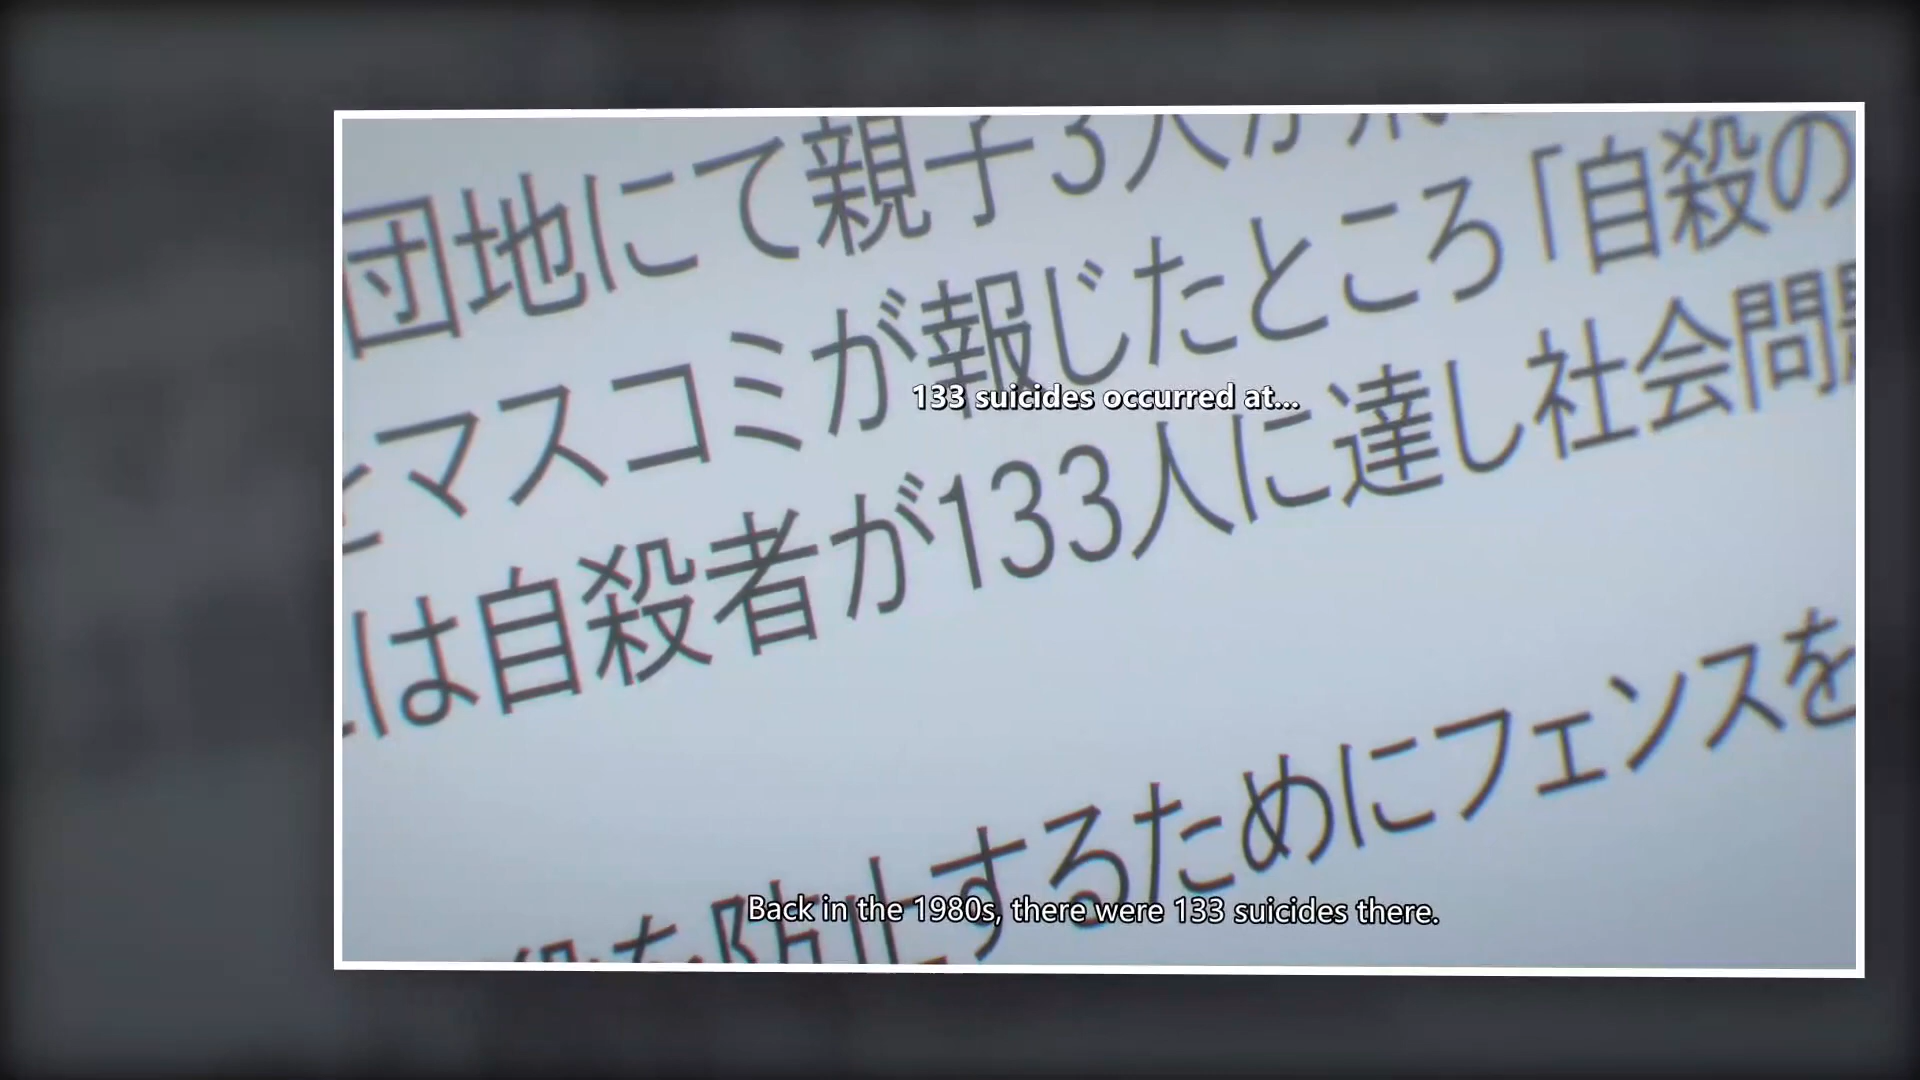 団地にて親子3人が
マスコミが報じたところ「自殺の
133 suicides occurred at...
は自殺者が133人に達し社会問
を防止するためにフェンスを
Back in the 1980s, there were 133 suicides there.